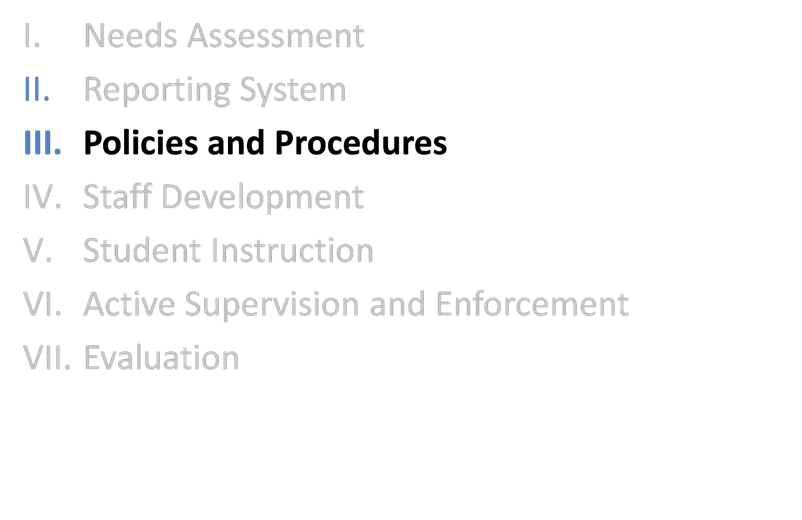 I. Needs Assessment
II. Reporting System
III. Policies and Procedures
IV. Staff Development
V. Student Instruction
VI. Active Supervision and Enforcement
VII. Evaluation